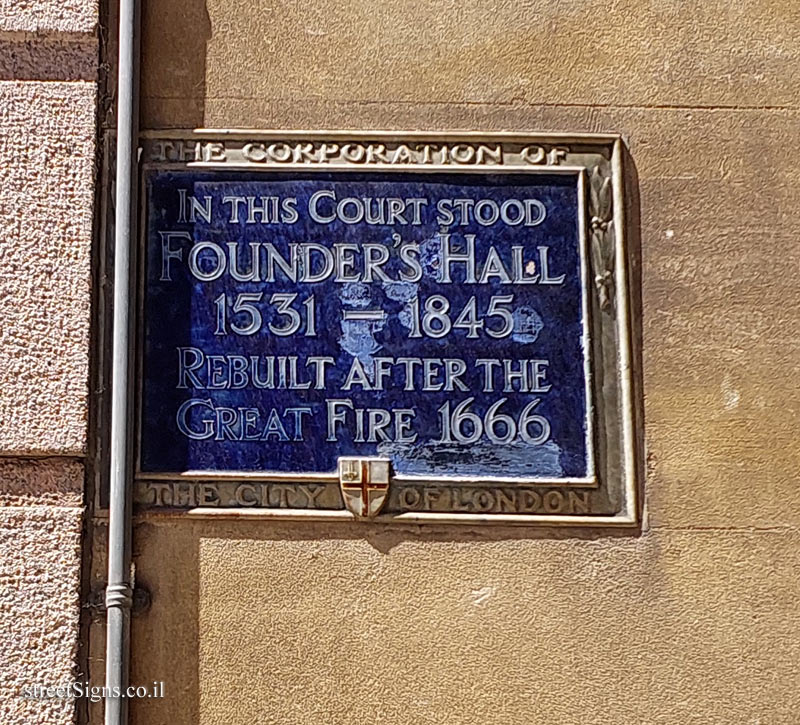 THE CORPORATION OF
IN THIS COURT STOOD
FOUNDER'S HALL
1531 — 1845
REBUILT AFTER THE
GREAT FIRE 1666
THE CITY OF LONDON
streetSigns.co.il